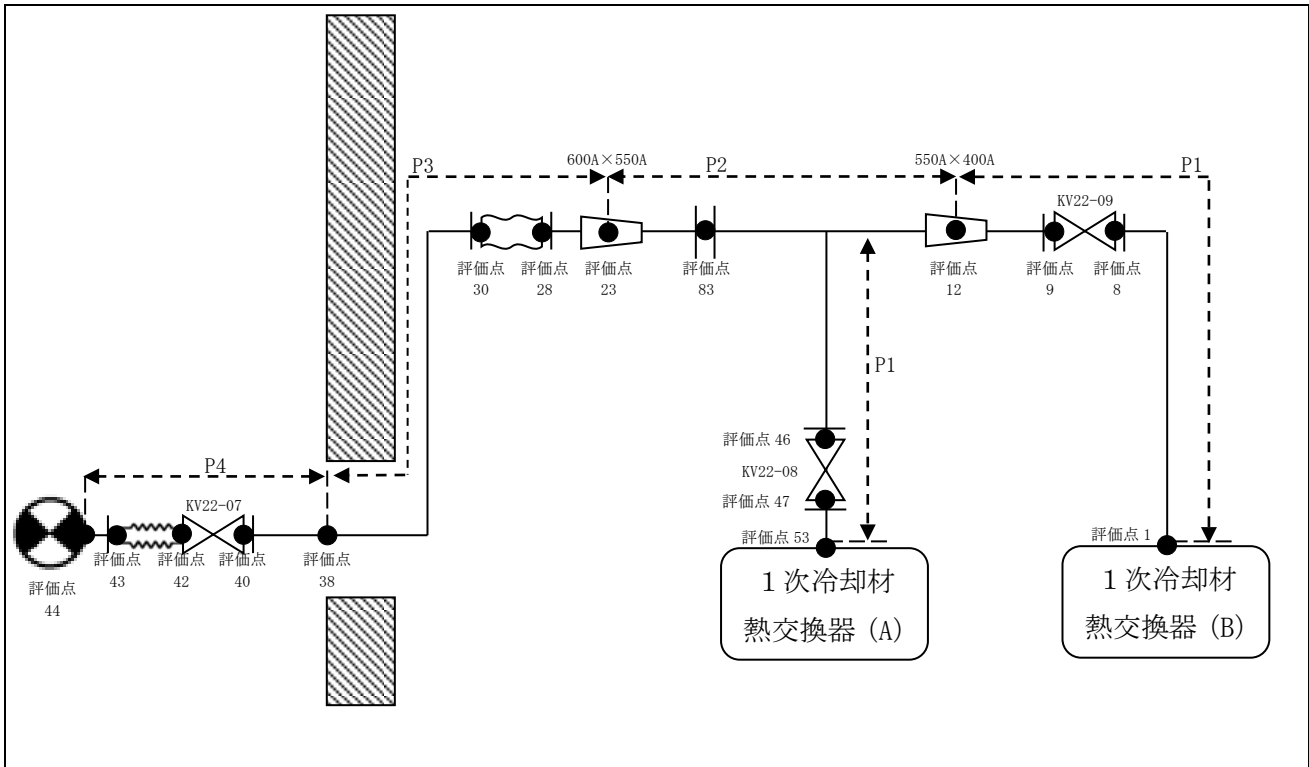 P3
600A×550A
P2
550A×400A
P1
KV22-09
評価点
30
評価点
28
評価点
23
評価点
83
評価点
12
評価点
9
評価点
8
P1
評価点 46
KV22-08
評価点 47
P4
KV22-07
評価点 53
評価点 1
評価点
44
評価点
43
評価点
42
評価点
40
評価点
38
1次冷却材
熱交換器 (A)
1次冷却材
熱交換器 (B)